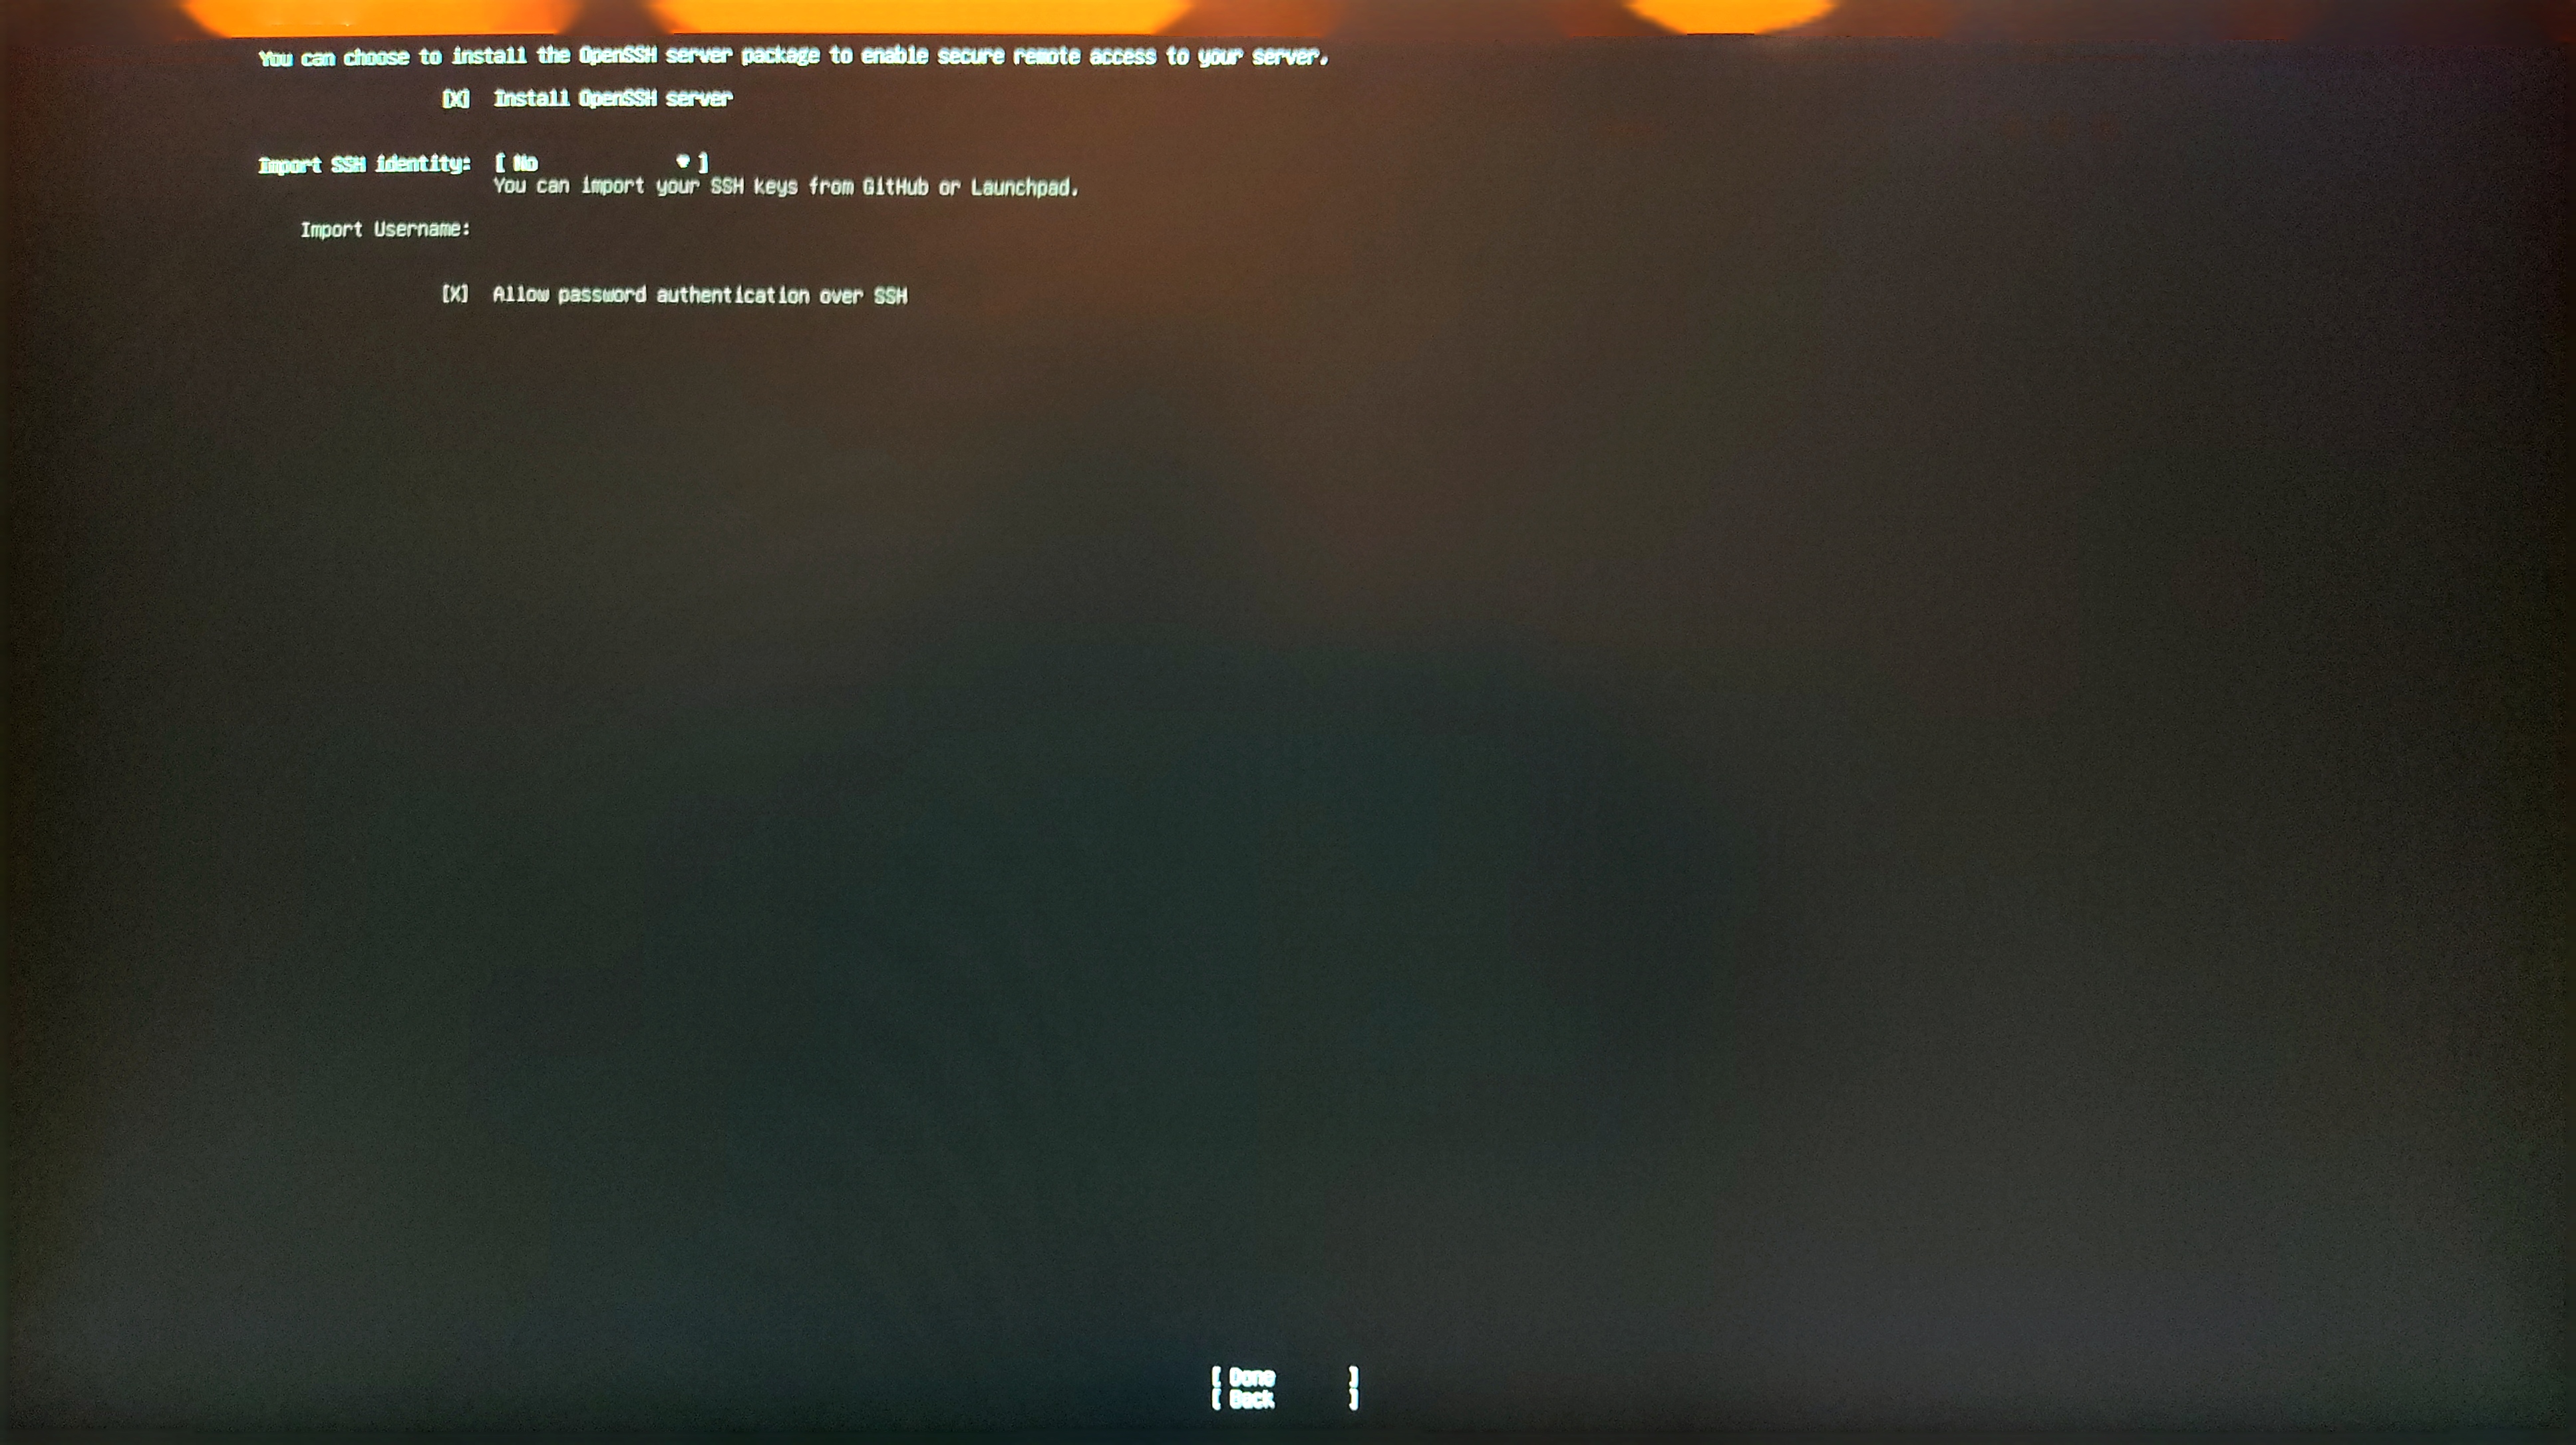 You can choose to install the OpenSSH server package to enable secure remote access to your server.
[X] Install OpenSSH server
Import SSH identity: [ No ▾ ]
You can import your SSH keys from GitHub or Launchpad.
Import Username:
[X] Allow password authentication over SSH
[ Done ]
[ Back ]